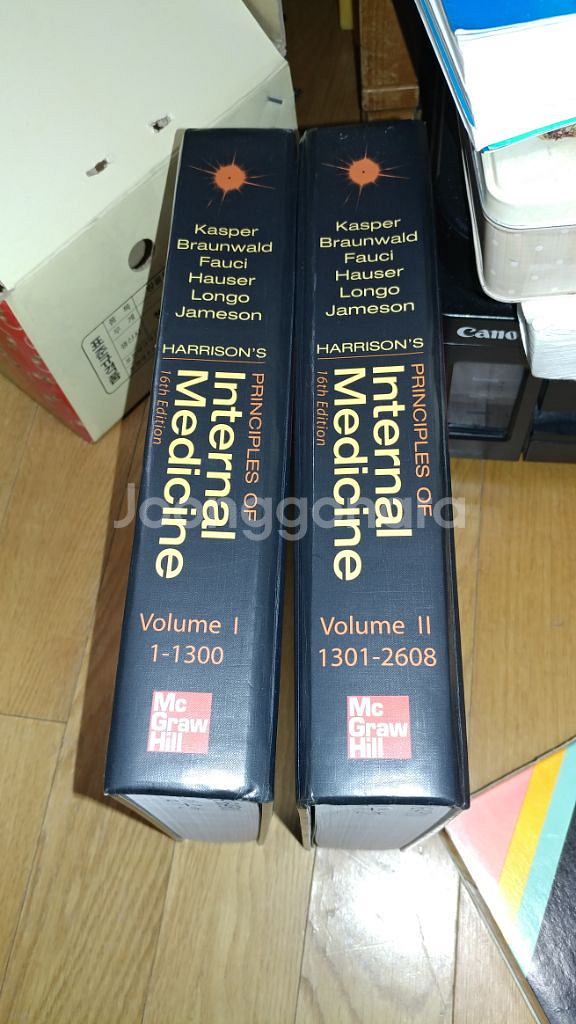 Kasper
Braunwald
Fauci
Hauser
Longo
Jameson
HARRISON'S
PRINCIPLES OF
Internal
Medicine
16th Edition
Volume I
1-1300
Mc
Graw
Hill
Kasper
Braunwald
Fauci
Hauser
Longo
Jameson
HARRISON'S
PRINCIPLES OF
Internal
Medicine
16th Edition
Volume II
1301-2608
Mc
Graw
Hill
Cano
Joonggonara